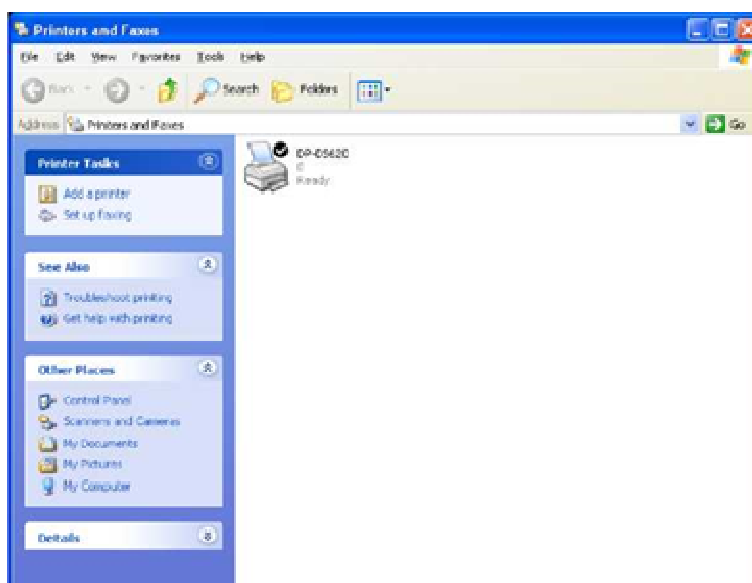 Printers and Faxes
File Edit View Favorites Tools Help
Back Search Folders
Address Printers and Faxes Go
Printer Tasks
Add a printer
Set up faxing
See Also
Troubleshoot printing
Get help with printing
Other Places
Control Panel
Scanners and Cameras
My Documents
My Pictures
My Computer
Details
0
Ready